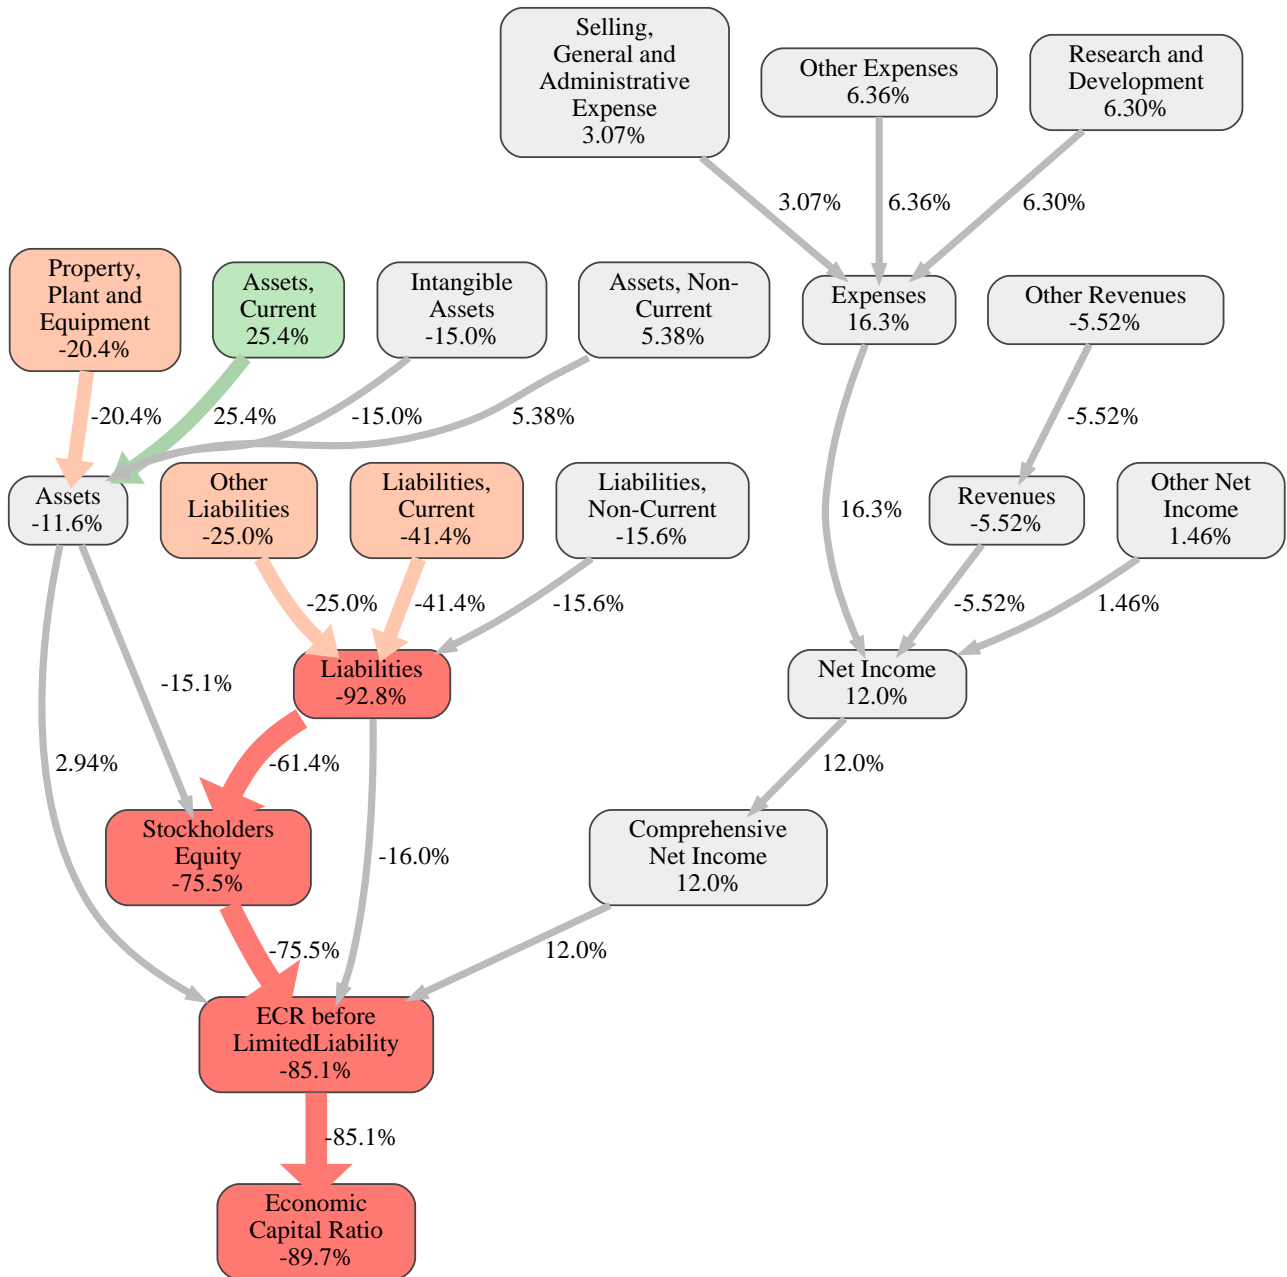 Selling,
General and
Administrative
Expense
3.07%
Other Expenses
6.36%
Research and
Development
6.30%
3.07%
6.36%
6.30%
Property,
Plant and
Equipment
-20.4%
Assets,
Current
25.4%
Intangible
Assets
-15.0%
Assets, Non-
Current
5.38%
Expenses
16.3%
Other Revenues
-5.52%
-20.4%
25.4%
-15.0%
5.38%
-5.52%
Assets
-11.6%
Other
Liabilities
-25.0%
Liabilities,
Current
-41.4%
Liabilities,
Non-Current
-15.6%
16.3%
Revenues
-5.52%
Other Net
Income
1.46%
-25.0%
-41.4%
-15.6%
-5.52%
1.46%
-15.1%
Liabilities
-92.8%
Net Income
12.0%
2.94%
-61.4%
12.0%
Stockholders
Equity
-75.5%
-16.0%
Comprehensive
Net Income
12.0%
-75.5%
12.0%
ECR before
LimitedLiability
-85.1%
-85.1%
Economic
Capital Ratio
-89.7%